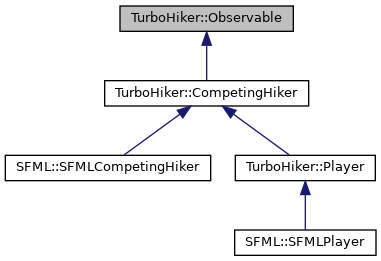 TurboHiker::Observable
TurboHiker::CompetingHiker
SFML::SFMLCompetingHiker
TurboHiker::Player
SFML::SFMLPlayer